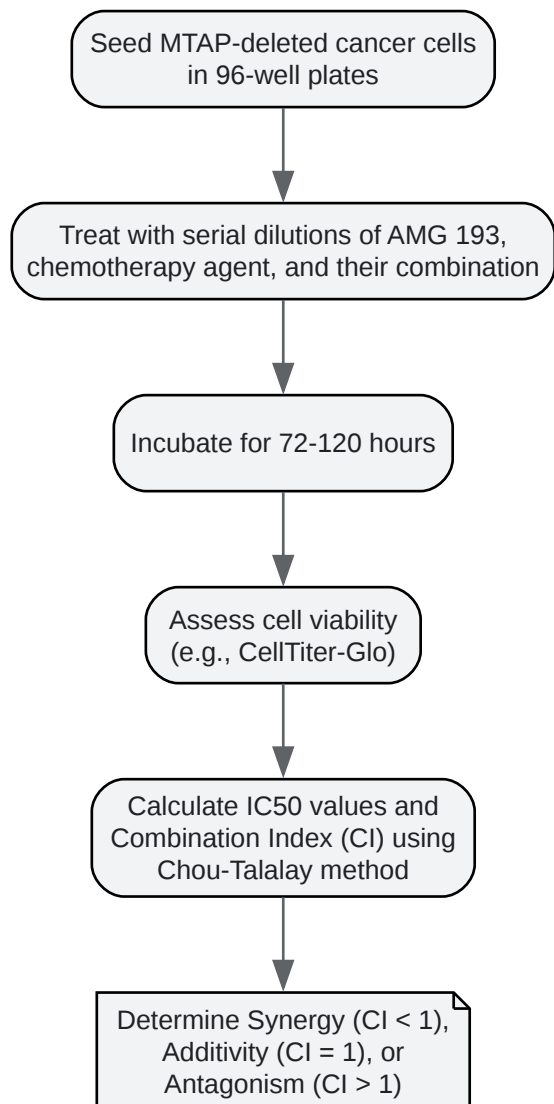 Seed MTAP-deleted cancer cells
in 96-well plates
Treat with serial dilutions of AMG 193,
chemotherapy agent, and their combination
Incubate for 72-120 hours
Assess cell viability
(e.g., CellTiter-Glo)
Calculate IC50 values and
Combination Index (CI) using
Chou-Talalay method
Determine Synergy (CI < 1),
Additivity (CI = 1), or
Antagonism (CI > 1)